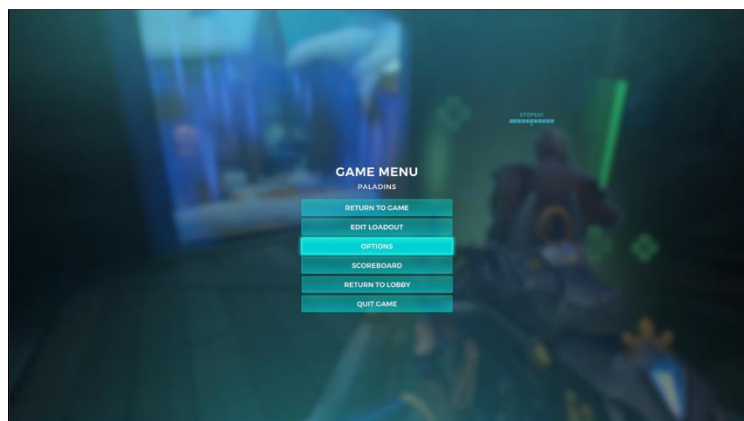 GAME MENU
PALADINS
RETURN TO GAME
EDIT LOADOUT
OPTIONS
SCOREBOARD
RETURN TO LOBBY
QUIT GAME